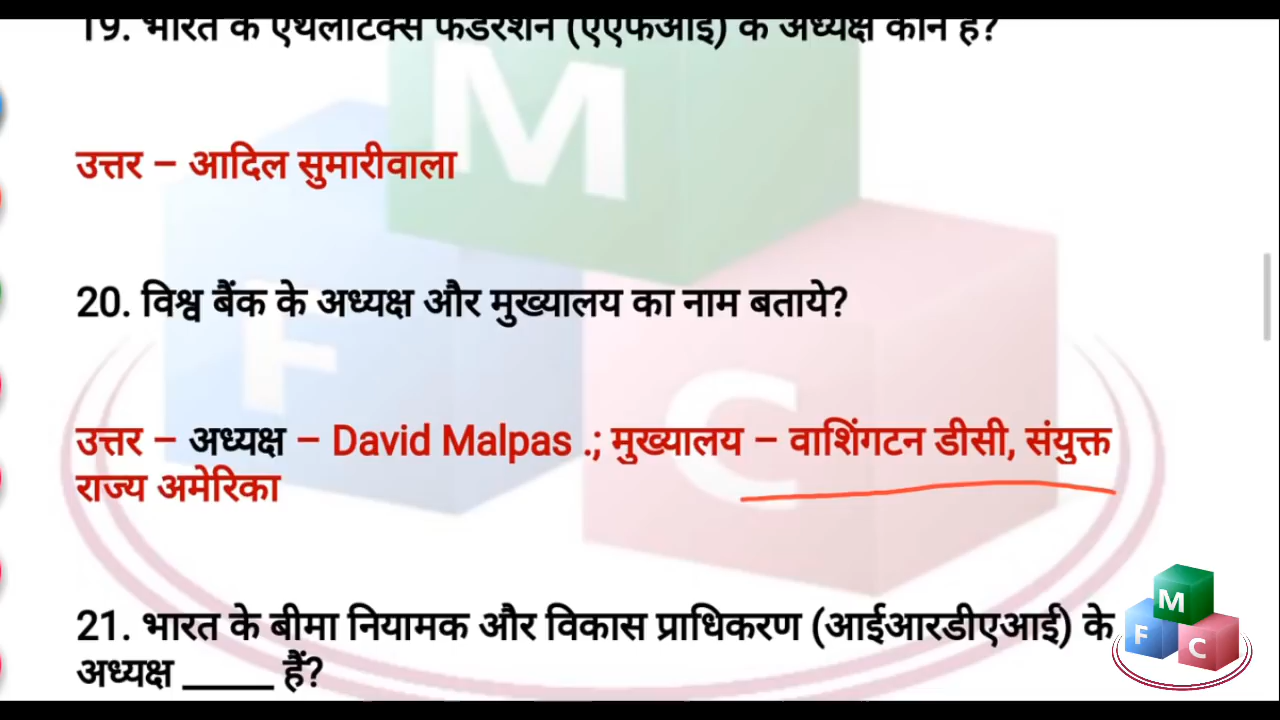 19. भारत के एथलेटिक्स फेडरेशन (एएफआई) के अध्यक्ष कौन हैं?
उत्तर – आदिल सुमारीवाला
20. विश्व बैंक के अध्यक्ष और मुख्यालय का नाम बताये?
उत्तर – अध्यक्ष – David Malpas .; मुख्यालय – वाशिंगटन डीसी, संयुक्त
राज्य अमेरिका
21. भारत के बीमा नियामक और विकास प्राधिकरण (आईआरडीएआई) के
अध्यक्ष _____ हैं?
M
F
C
M
F
C